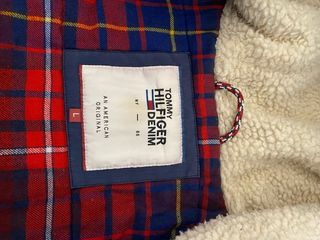 TOMMY
HILFIGER
DENIM
NY — 85
AN AMERICAN
ORIGINAL
L